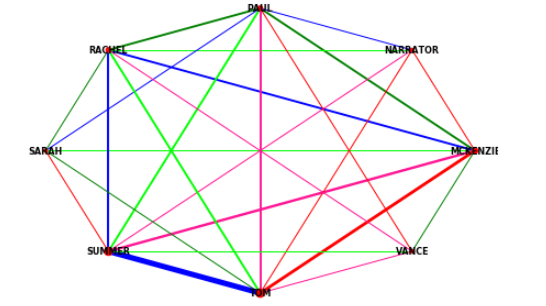 PAUL
RACHEL
NARRATOR
SARAH
MCKENZIE
SUMMER
VANCE
TOM